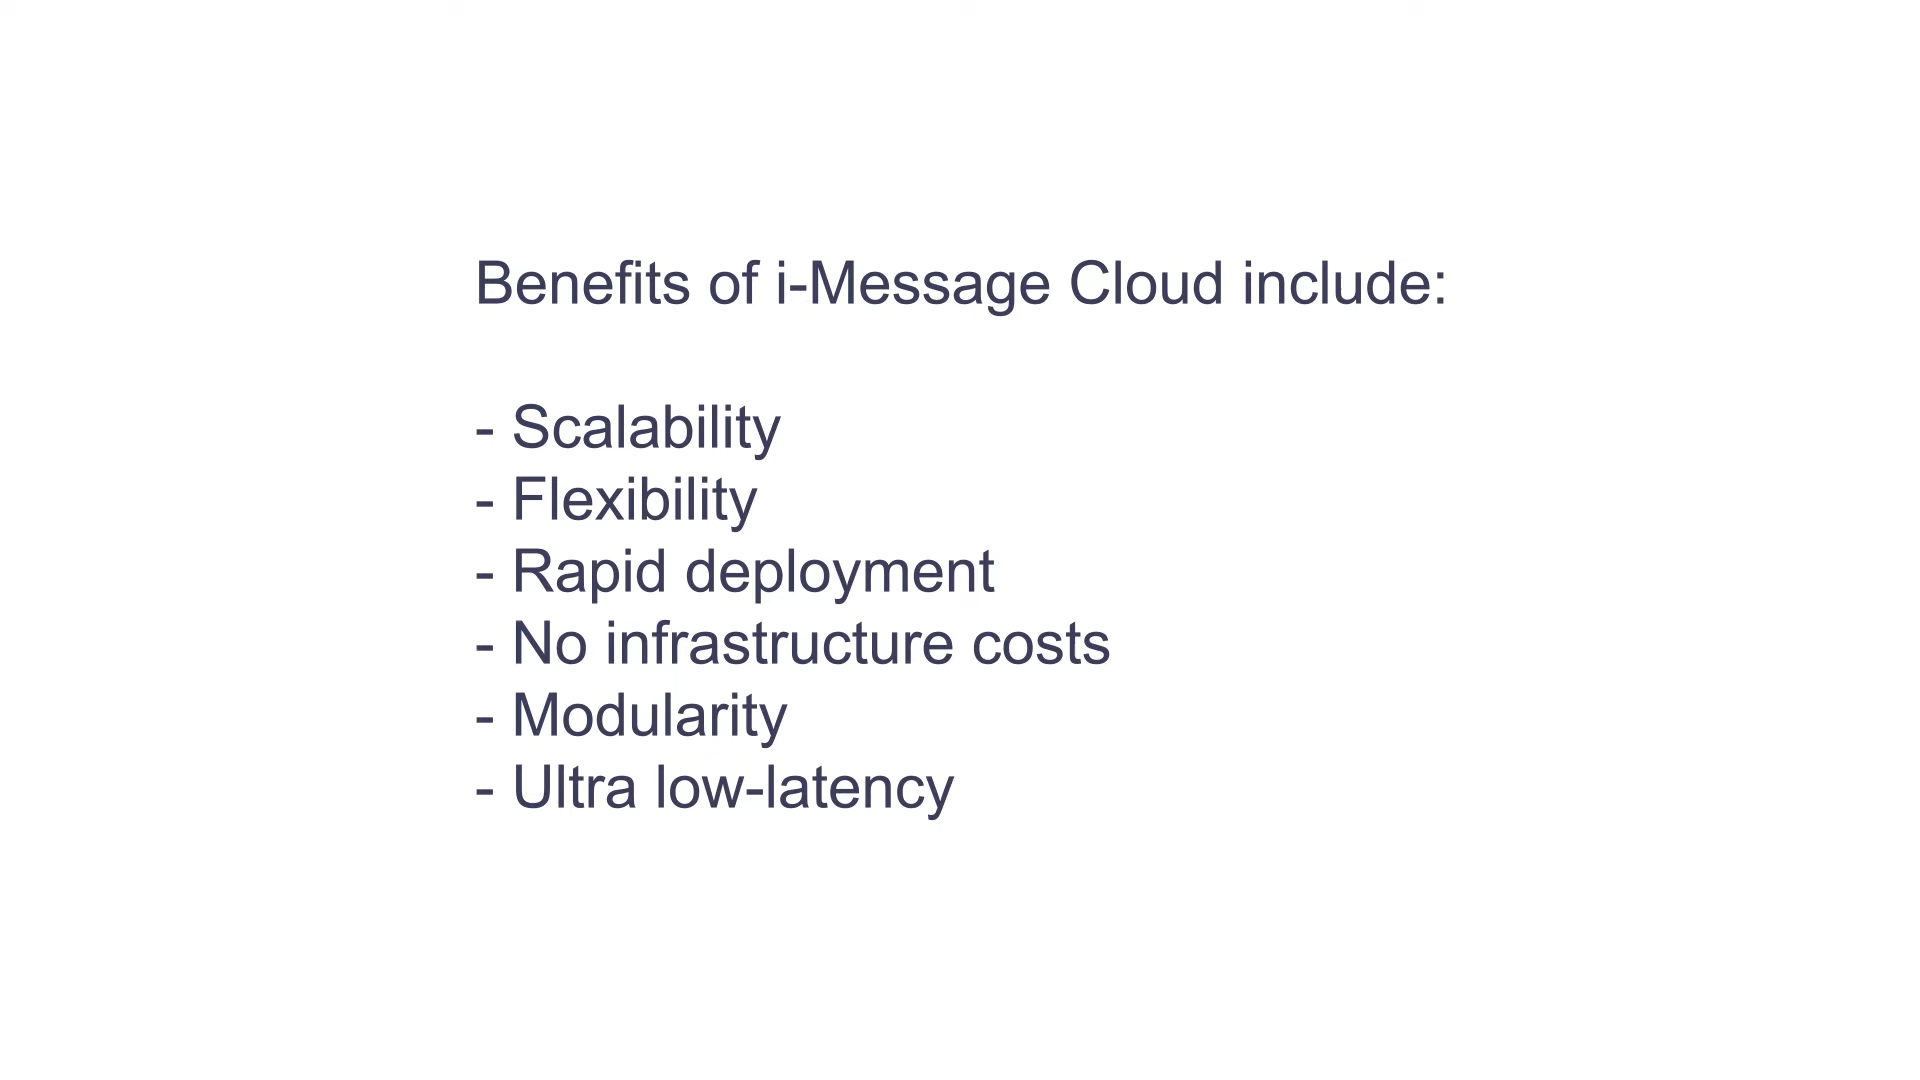 Benefits of i-Message Cloud include:
- Scalability
- Flexibility
- Rapid deployment
- No infrastructure costs
- Modularity
- Ultra low-latency